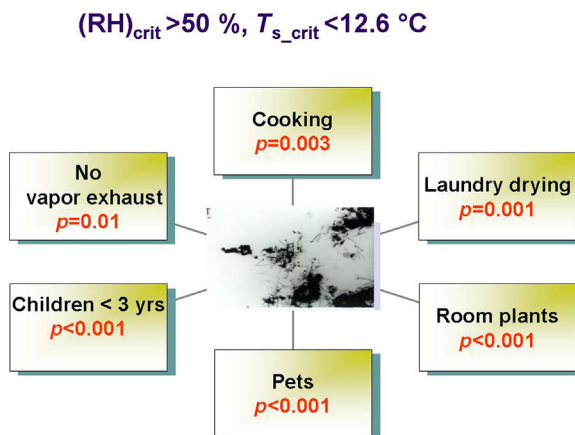 (RH)crit >50 %, Ts_crit <12.6 °C
Cooking
p=0.003
No
vapor exhaust
p=0.01
Laundry drying
p=0.001
Children < 3 yrs
p<0.001
Room plants
p<0.001
Pets
p<0.001